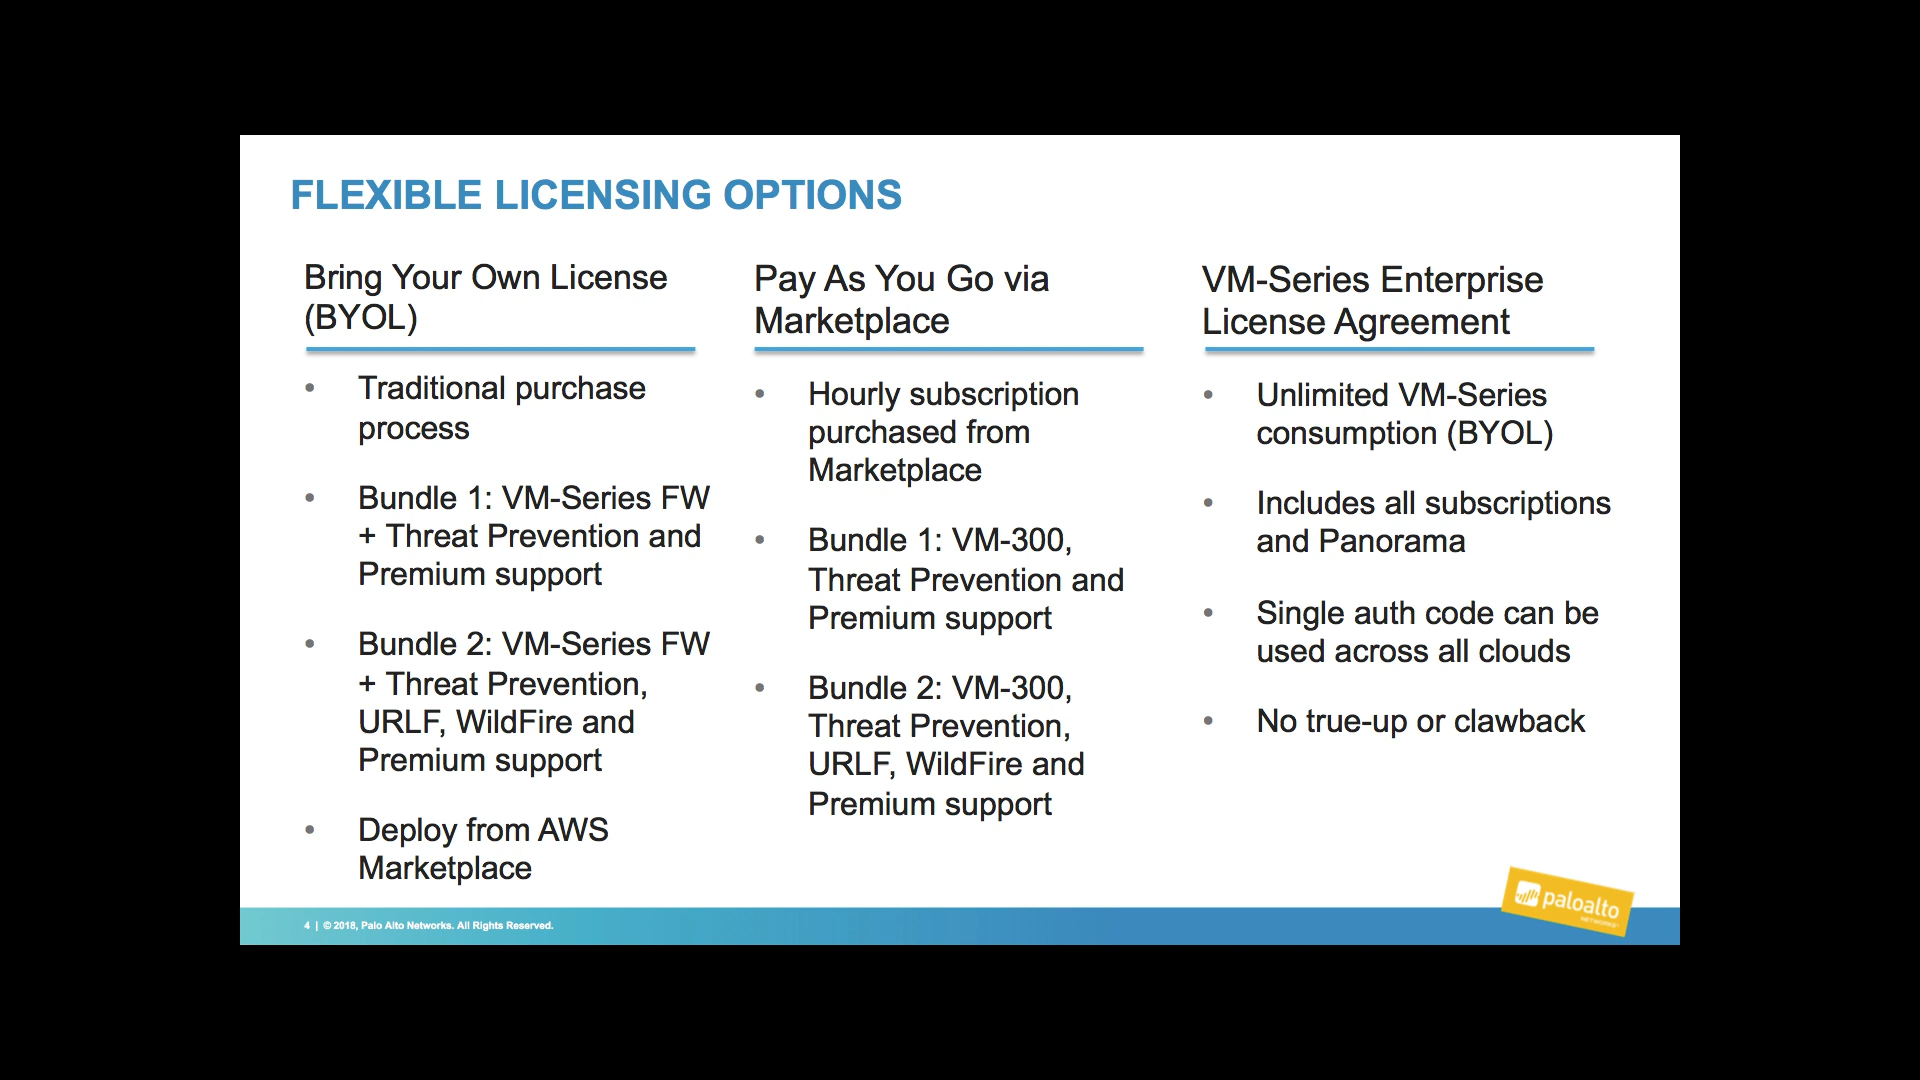 FLEXIBLE LICENSING OPTIONS
Bring Your Own License
(BYOL)
• Traditional purchase
process
• Bundle 1: VM-Series FW
+ Threat Prevention and
Premium support
• Bundle 2: VM-Series FW
+ Threat Prevention,
URLF, WildFire and
Premium support
• Deploy from AWS
Marketplace
Pay As You Go via
Marketplace
• Hourly subscription
purchased from
Marketplace
• Bundle 1: VM-300,
Threat Prevention and
Premium support
• Bundle 2: VM-300,
Threat Prevention,
URLF, WildFire and
Premium support
VM-Series Enterprise
License Agreement
• Unlimited VM-Series
consumption (BYOL)
• Includes all subscriptions
and Panorama
• Single auth code can be
used across all clouds
• No true-up or clawback
4 | © 2018, Palo Alto Networks. All Rights Reserved.
paloalto
NETWORKS